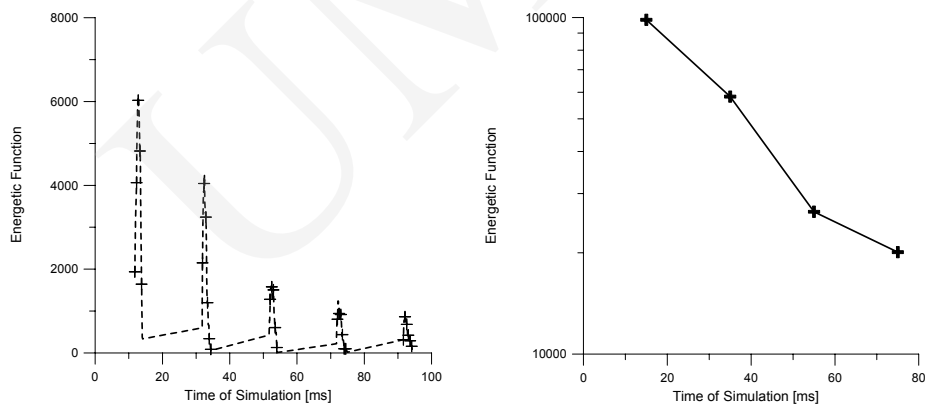 8000
6000
4000
2000
0
Energetic Function
0 20 40 60 80 100
Time of Simulation [ms]
100000
10000
Energetic Function
0 20 40 60 80
Time of Simulation [ms]
UM